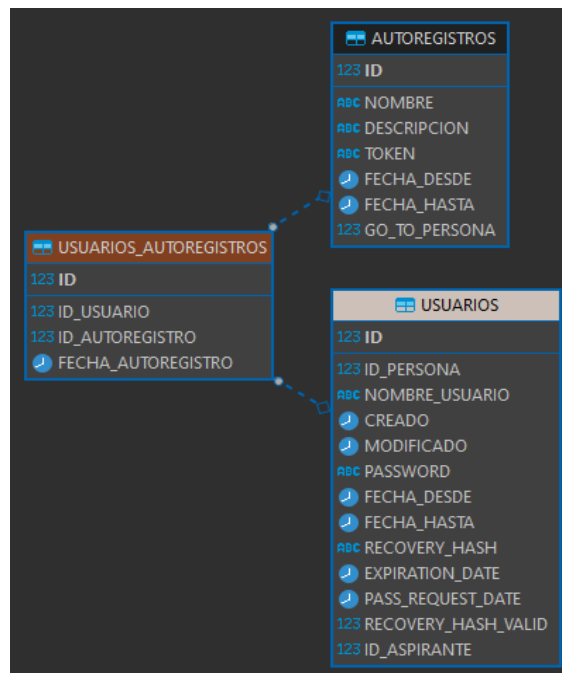 AUTOREGISTROS
123 ID
ABC NOMBRE
ABC DESCRIPCION
ABC TOKEN
FECHA_DESDE
FECHA_HASTA
123 GO_TO_PERSONA
USUARIOS_AUTOREGISTROS
123 ID
123 ID_USUARIO
123 ID_AUTOREGISTRO
FECHA_AUTOREGISTRO
USUARIOS
123 ID
123 ID_PERSONA
ABC NOMBRE_USUARIO
CREADO
MODIFICADO
ABC PASSWORD
FECHA_DESDE
FECHA_HASTA
ABC RECOVERY_HASH
EXPIRATION_DATE
PASS_REQUEST_DATE
123 RECOVERY_HASH_VALID
123 ID_ASPIRANTE